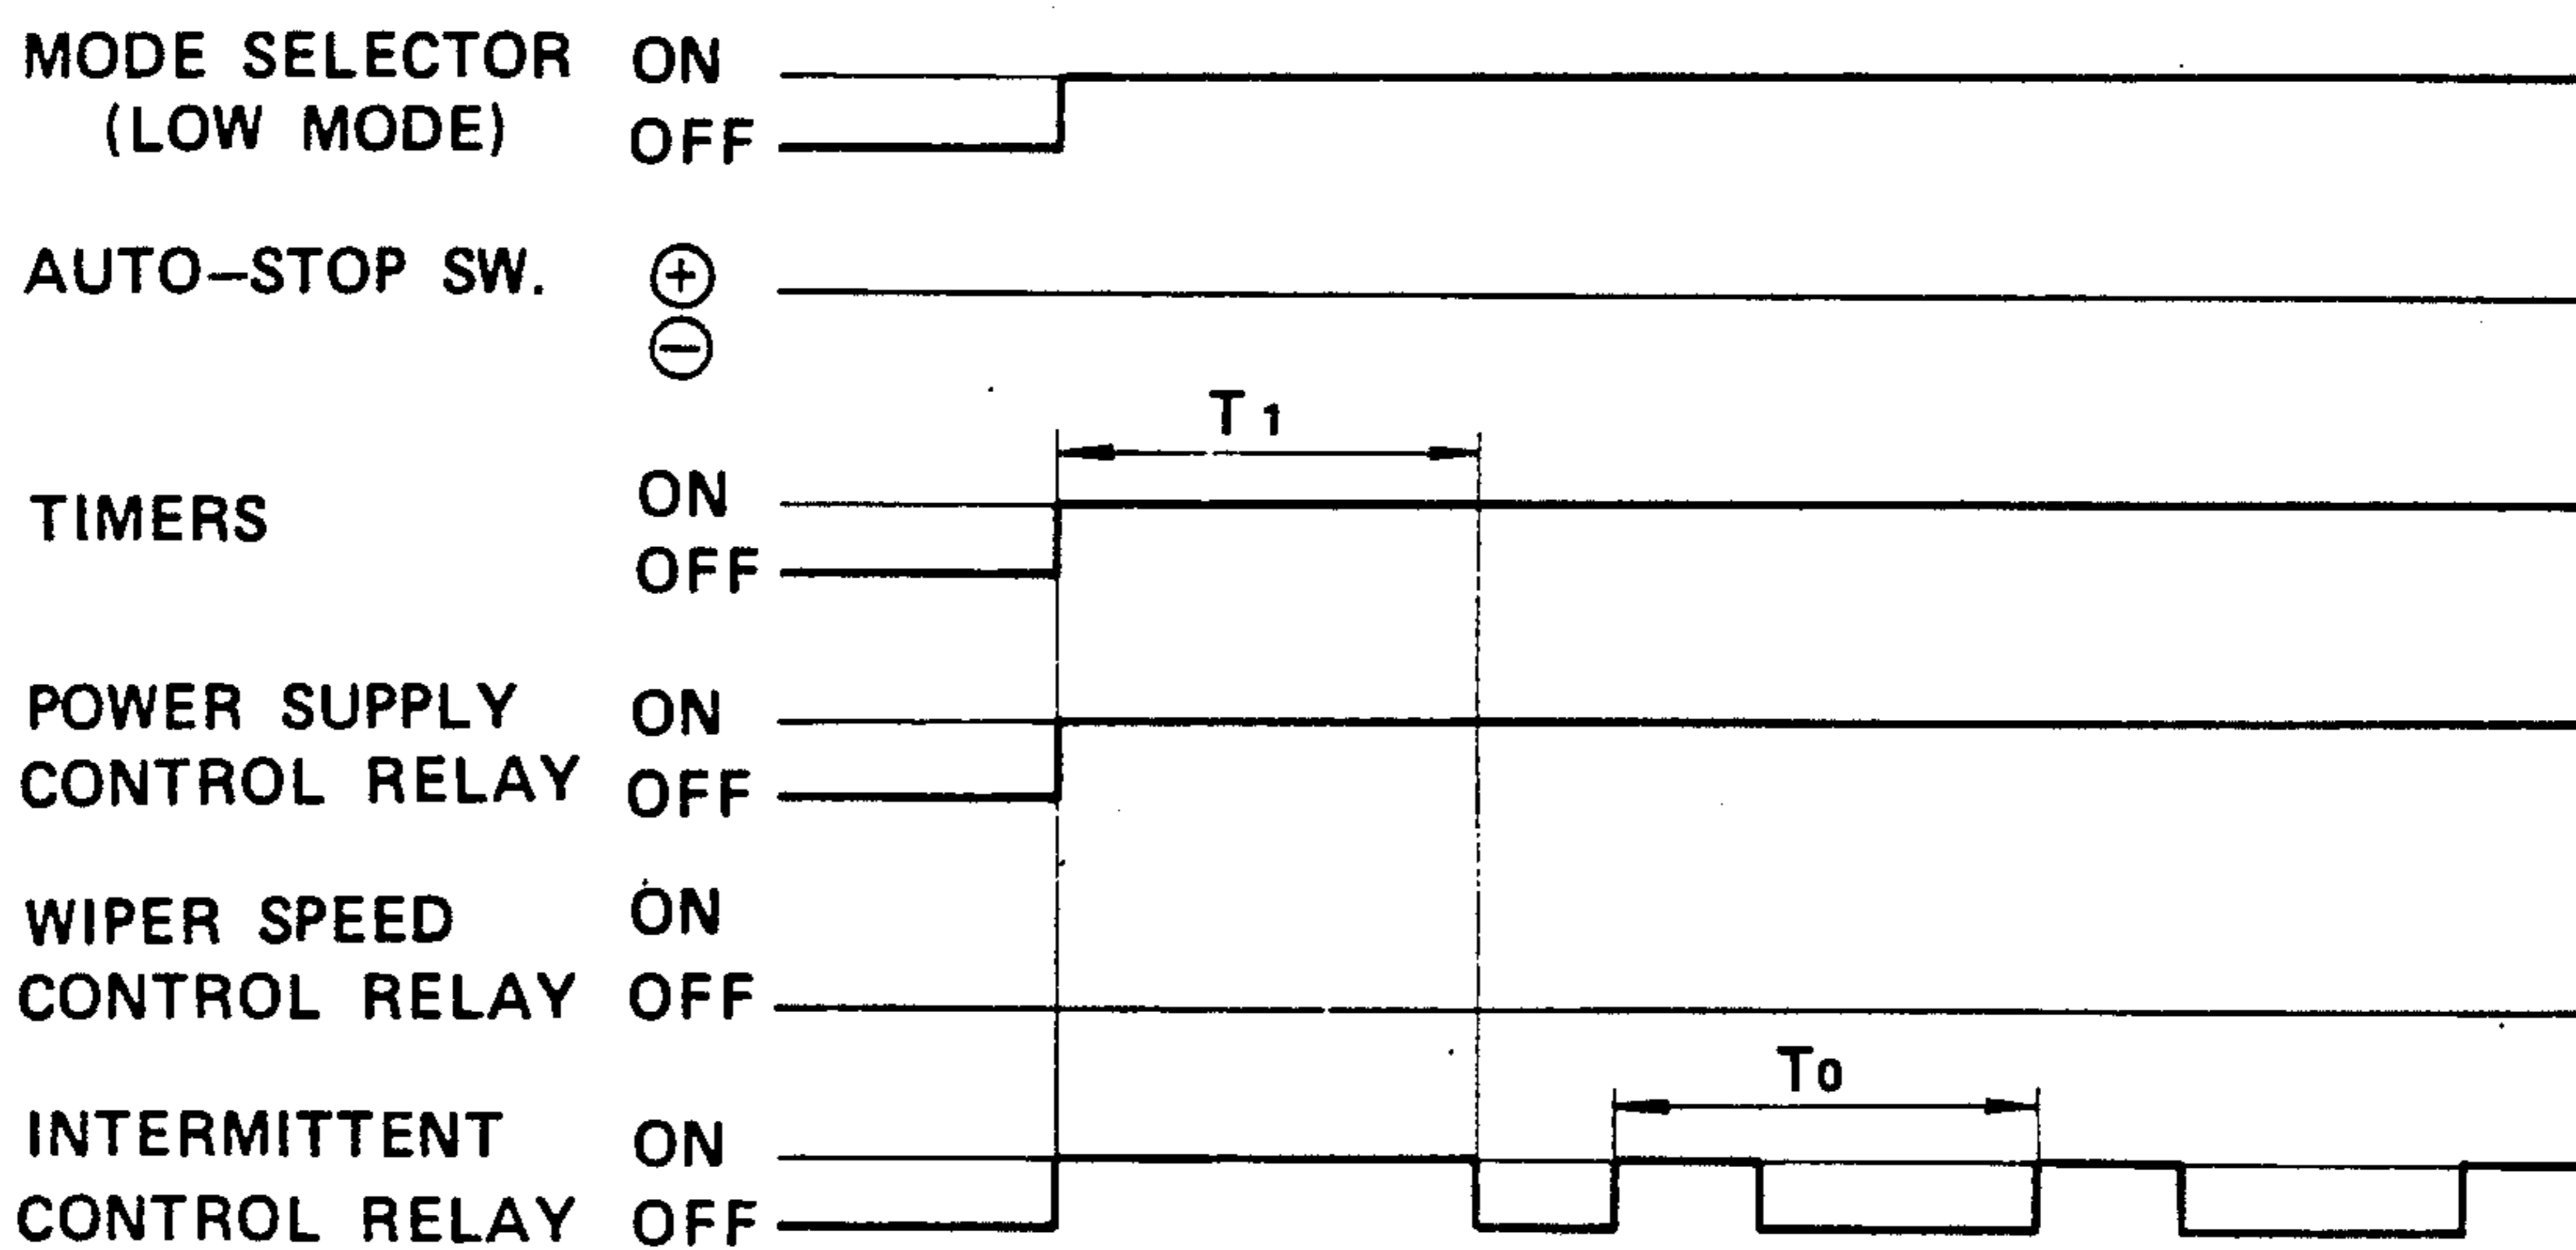 MODE SELECTOR ON
(LOW MODE) OFF
AUTO-STOP SW. ⊕
⊖
T1
ON
TIMERS
OFF
POWER SUPPLY ON
CONTROL RELAY OFF
WIPER SPEED ON
CONTROL RELAY OFF
T0
INTERMITTENT ON
CONTROL RELAY OFF